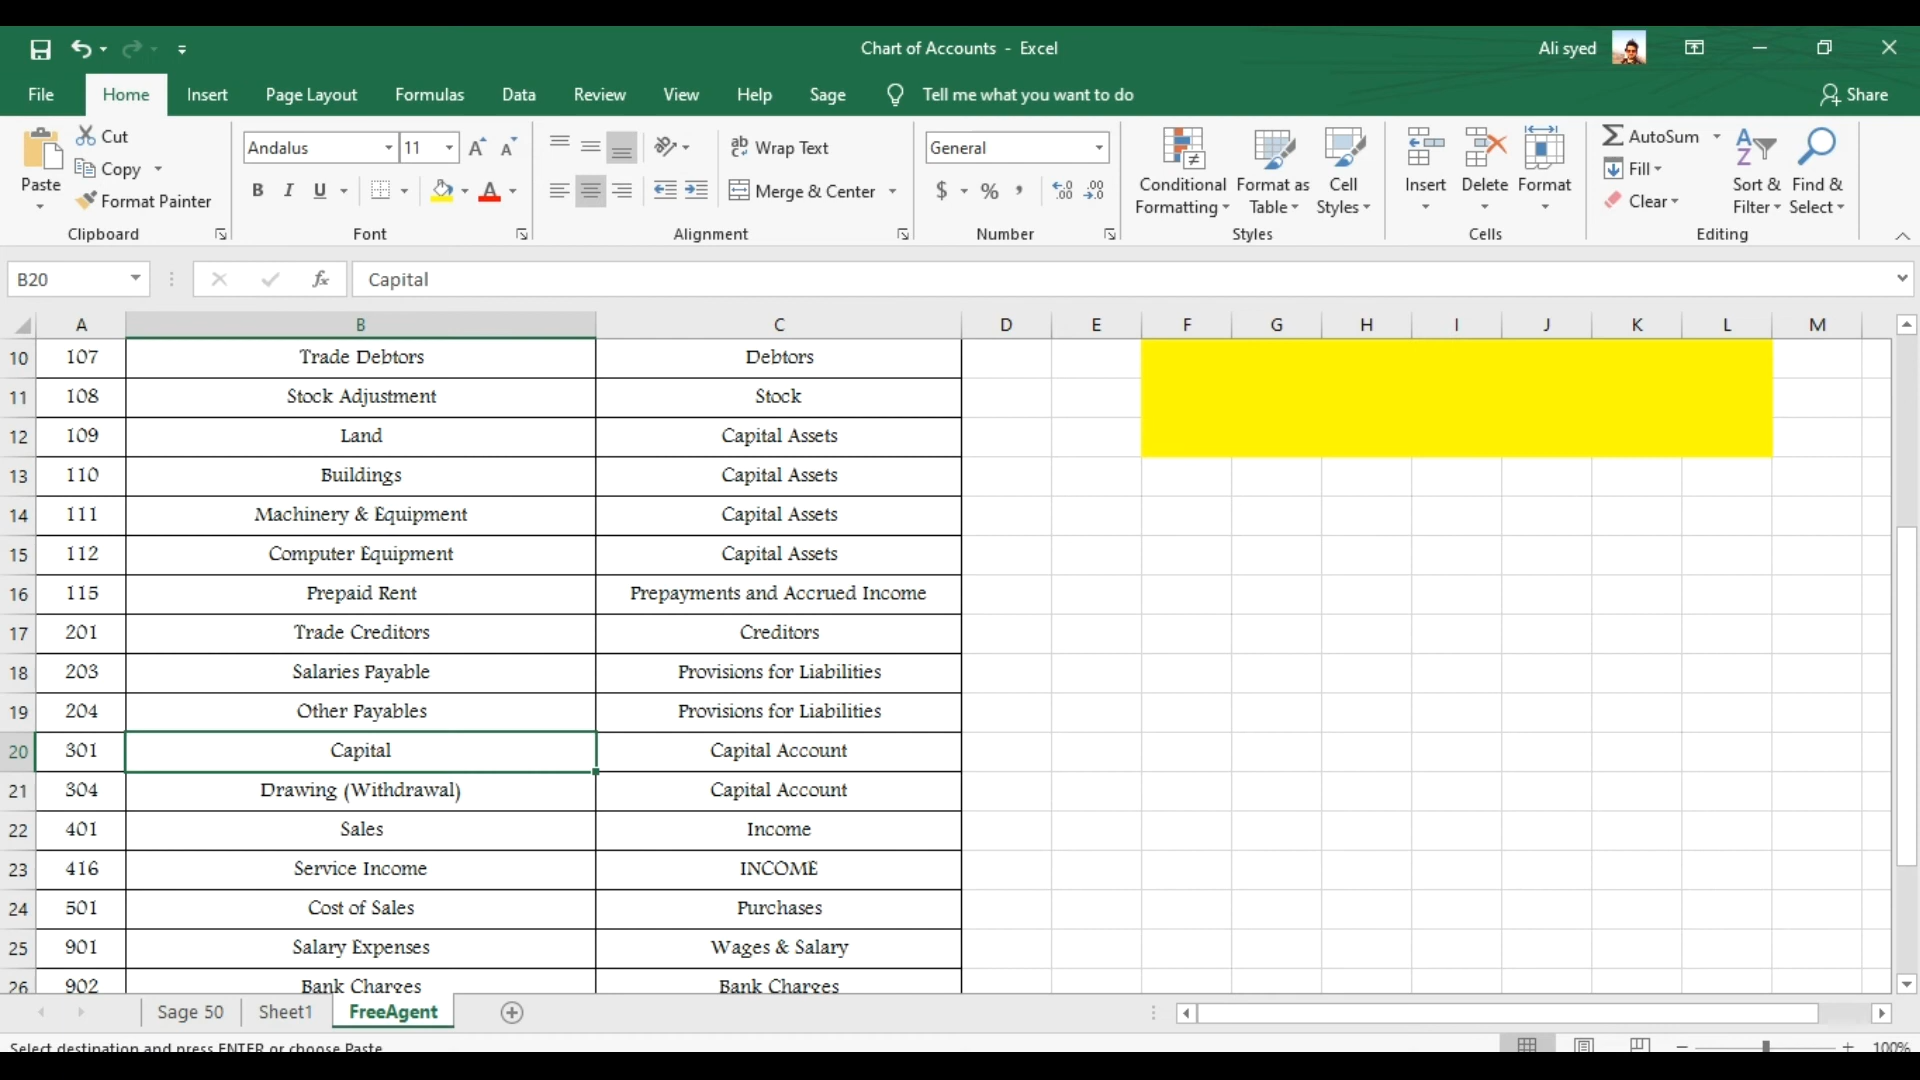 Chart of Accounts - Excel
Ali syed
File Home Insert Page Layout Formulas Data Review View Help Sage Tell me what you want to do Share
Paste
Cut
Copy
Format Painter
Clipboard
Andalus 11
B I U
Font
Wrap Text
Merge & Center
Alignment
General
$ % ,
Number
Conditional Formatting
Format as Table
Cell Styles
Styles
Insert Delete Format
Cells
AutoSum
Fill
Clear
Sort & Filter
Find & Select
Editing
B20 fx Capital
A B C D E F G H I J K L M
10 107 Trade Debtors Debtors
11 108 Stock Adjustment Stock
12 109 Land Capital Assets
13 110 Buildings Capital Assets
14 111 Machinery & Equipment Capital Assets
15 112 Computer Equipment Capital Assets
16 115 Prepaid Rent Prepayments and Accrued Income
17 201 Trade Creditors Creditors
18 203 Salaries Payable Provisions for Liabilities
19 204 Other Payables Provisions for Liabilities
20 301 Capital Capital Account
21 304 Drawing (Withdrawal) Capital Account
22 401 Sales Income
23 416 Service Income INCOME
24 501 Cost of Sales Purchases
25 901 Salary Expenses Wages & Salary
26 902 Bank Charges Bank Charges
Sage 50 Sheet1 FreeAgent
Select destination and press ENTER or choose Paste
100%